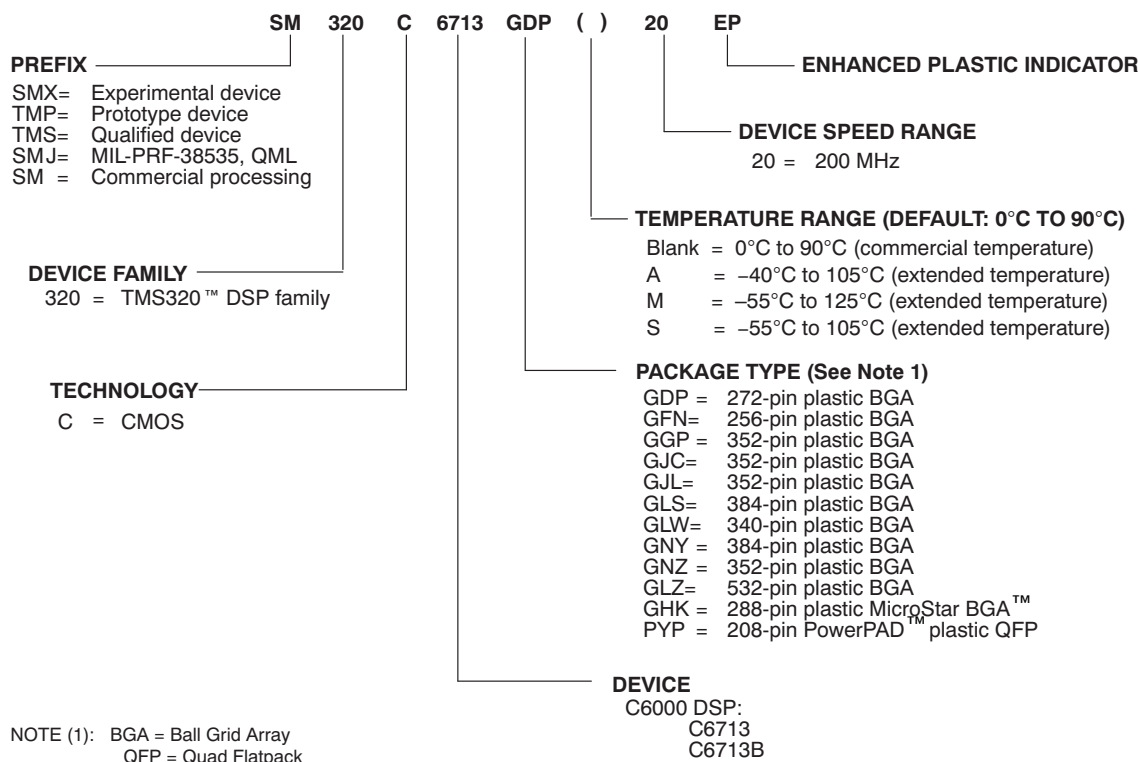 SM 320 C 6713 GDP ( ) 20 EP
PREFIX
SMX= Experimental device
TMP= Prototype device
TMS= Qualified device
SMJ= MIL-PRF-38535, QML
SM = Commercial processing
DEVICE FAMILY
320 = TMS320™ DSP family
TECHNOLOGY
C = CMOS
ENHANCED PLASTIC INDICATOR
DEVICE SPEED RANGE
20 = 200 MHz
TEMPERATURE RANGE (DEFAULT: 0°C TO 90°C)
Blank = 0°C to 90°C (commercial temperature)
A = −40°C to 105°C (extended temperature)
M = –55°C to 125°C (extended temperature)
S = −55°C to 105°C (extended temperature)
PACKAGE TYPE (See Note 1)
GDP = 272-pin plastic BGA
GFN= 256-pin plastic BGA
GGP = 352-pin plastic BGA
GJC= 352-pin plastic BGA
GJL= 352-pin plastic BGA
GLS= 384-pin plastic BGA
GLW= 340-pin plastic BGA
GNY = 384-pin plastic BGA
GNZ = 352-pin plastic BGA
GLZ= 532-pin plastic BGA
GHK = 288-pin plastic MicroStar BGA™
PYP = 208-pin PowerPAD™ plastic QFP
DEVICE
C6000 DSP:
C6713
C6713B
NOTE (1): BGA = Ball Grid Array
QFP = Quad Flatpack